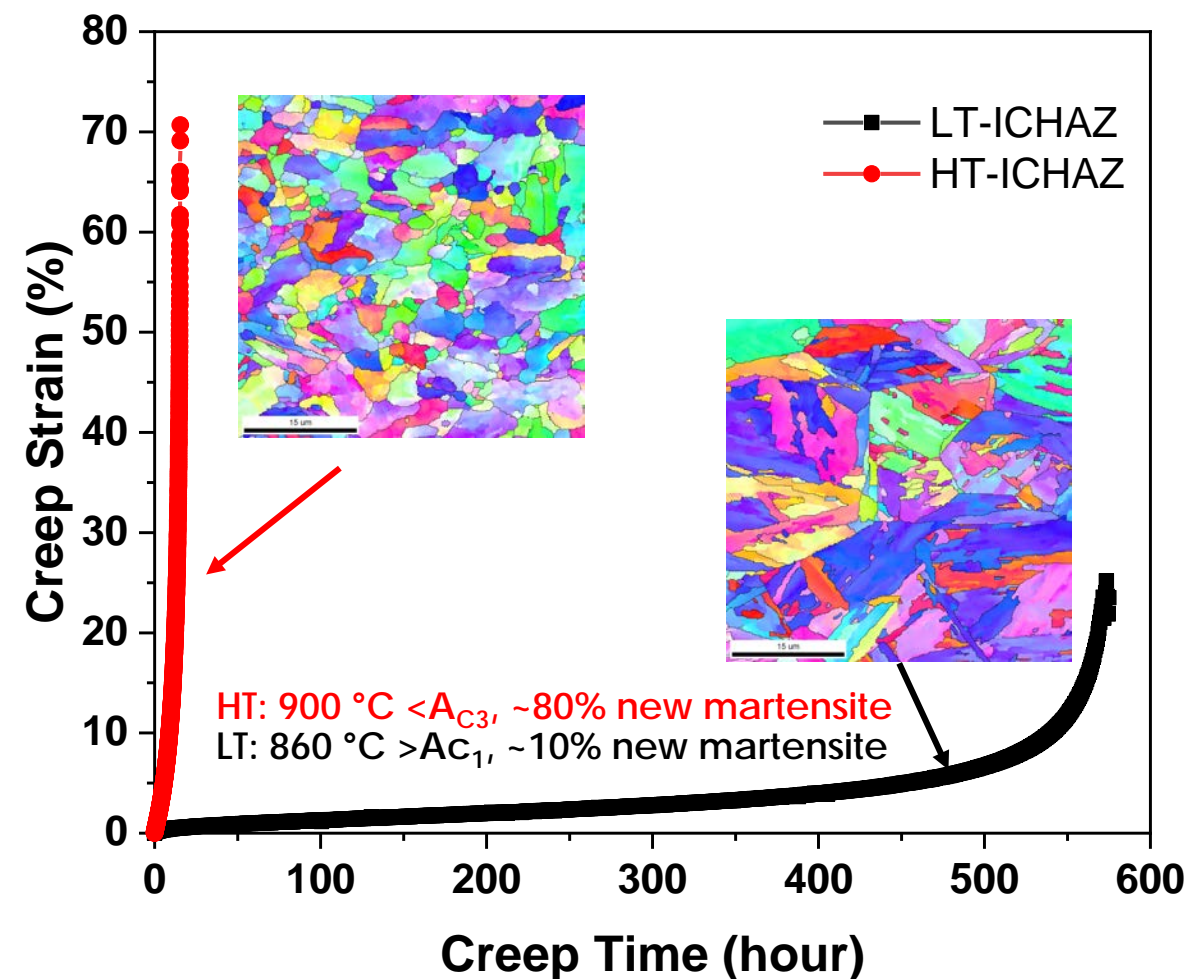 80
70
60
50
40
30
20
10
0
Creep Strain (%)
LT-ICHAZ
HT-ICHAZ
15 um
15 um
HT: 900 °C <AC3, ~80% new martensite
LT: 860 °C >AC1, ~10% new martensite
0 100 200 300 400 500 600
Creep Time (hour)